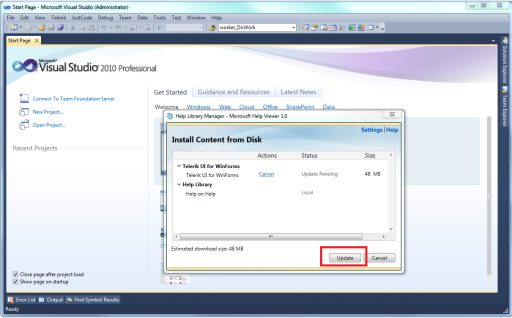 Start Page - Microsoft Visual Studio (Administrator)
File Edit View Telerik JustCode Debug Team Data Tools Test Window Help
worker_DoWork
Start Page
Solution Explorer
Team Explorer
Microsoft
Visual Studio 2010 Professional
Connect To Team Foundation Server
New Project...
Open Project...
Recent Projects
Close page after project load
Show page on startup
Get Started Guidance and Resources Latest News
Welcome Windows Web Cloud Office SharePoint Data
Help Library Manager - Microsoft Help Viewer 1.0
Settings | Help
Install Content from Disk
Actions Status Size
Telerik UI for WinForms
Telerik UI for WinForms Cancel Update Pending 48 MB
Help Library
Help on Help Local
Estimated download size: 48 MB
Update Cancel
Error List Output Find Symbol Results
Ready